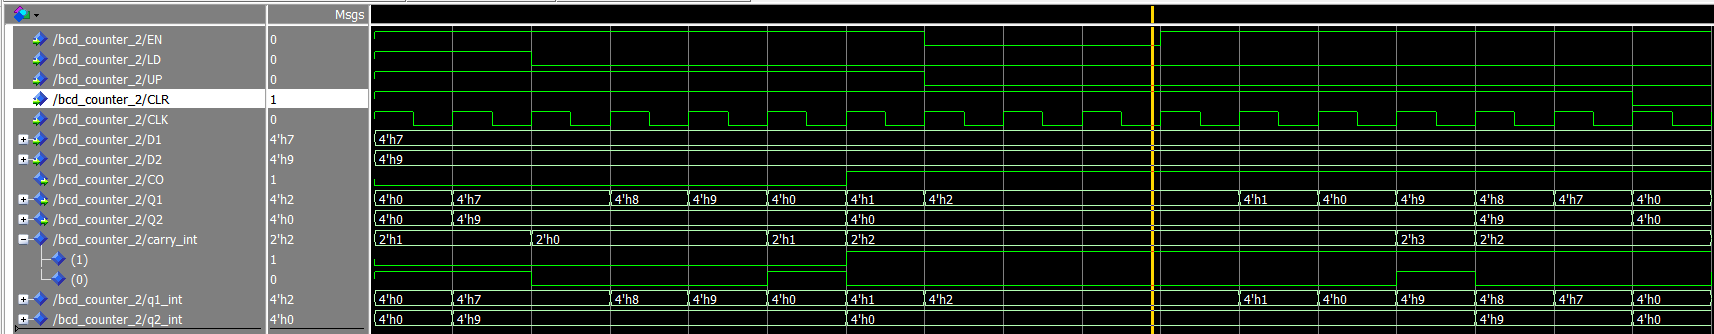 Msgs
/bcd_counter_2/EN 0
/bcd_counter_2/LD 0
/bcd_counter_2/UP 0
/bcd_counter_2/CLR 1
/bcd_counter_2/CLK 0
/bcd_counter_2/D1 4'h7 4'h7
/bcd_counter_2/D2 4'h9 4'h9
/bcd_counter_2/CO 1
/bcd_counter_2/Q1 4'h2 4'h0 4'h7 4'h8 4'h9 4'h0 4'h1 4'h2 4'h1 4'h0 4'h9 4'h8 4'h7 4'h0
/bcd_counter_2/Q2 4'h0 4'h0 4'h9 4'h0 4'h9 4'h0
/bcd_counter_2/carry_int 2'h2 2'h1 2'h0 2'h1 2'h2 2'h3 2'h2
(1) 1
(0) 0
/bcd_counter_2/q1_int 4'h2 4'h0 4'h7 4'h8 4'h9 4'h0 4'h1 4'h2 4'h1 4'h0 4'h9 4'h8 4'h7 4'h0
/bcd_counter_2/q2_int 4'h0 4'h0 4'h9 4'h0 4'h9 4'h0